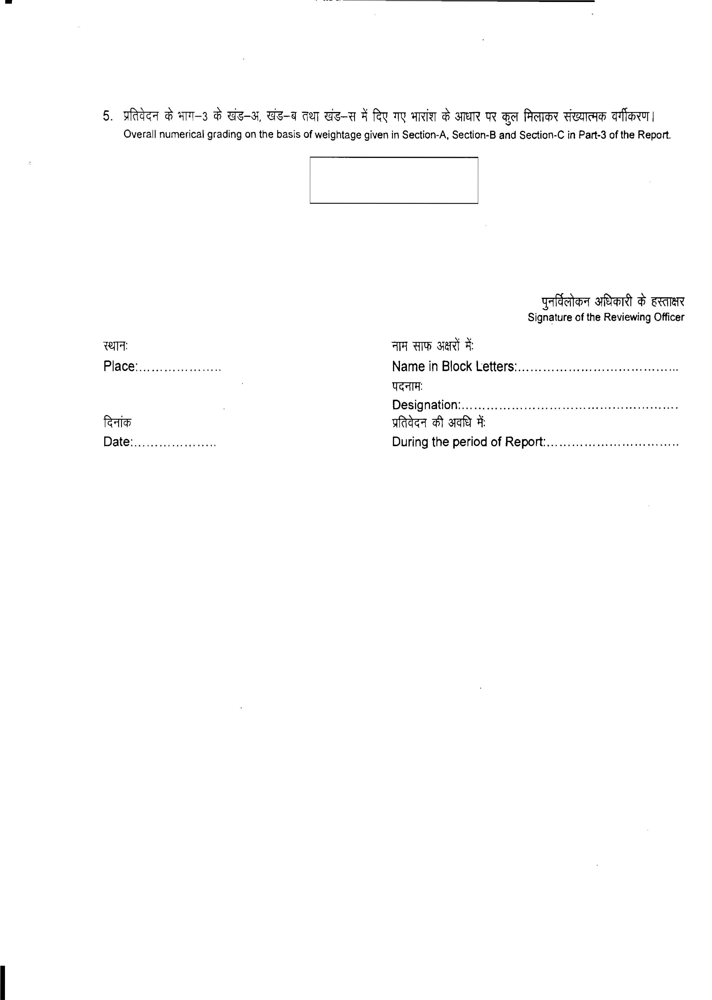 5. प्रतिवेदन के भाग–3 के खंड–अ, खंड–ब तथा खंड–स में दिए गए भारांश के आधार पर कुल मिलाकर संख्यात्मक वर्गीकरण।
Overall numerical grading on the basis of weightage given in Section-A, Section-B and Section-C in Part-3 of the Report.
पुनर्विलोकन अधिकारी के हस्ताक्षर
Signature of the Reviewing Officer
स्थानः
नाम साफ अक्षरों में:
Place:.....................
Name in Block Letters:.......................................
पदनामः
Designation:.....................................................
दिनांक
प्रतिवेदन की अवधि में:
Date:.....................
During the period of Report:.................................